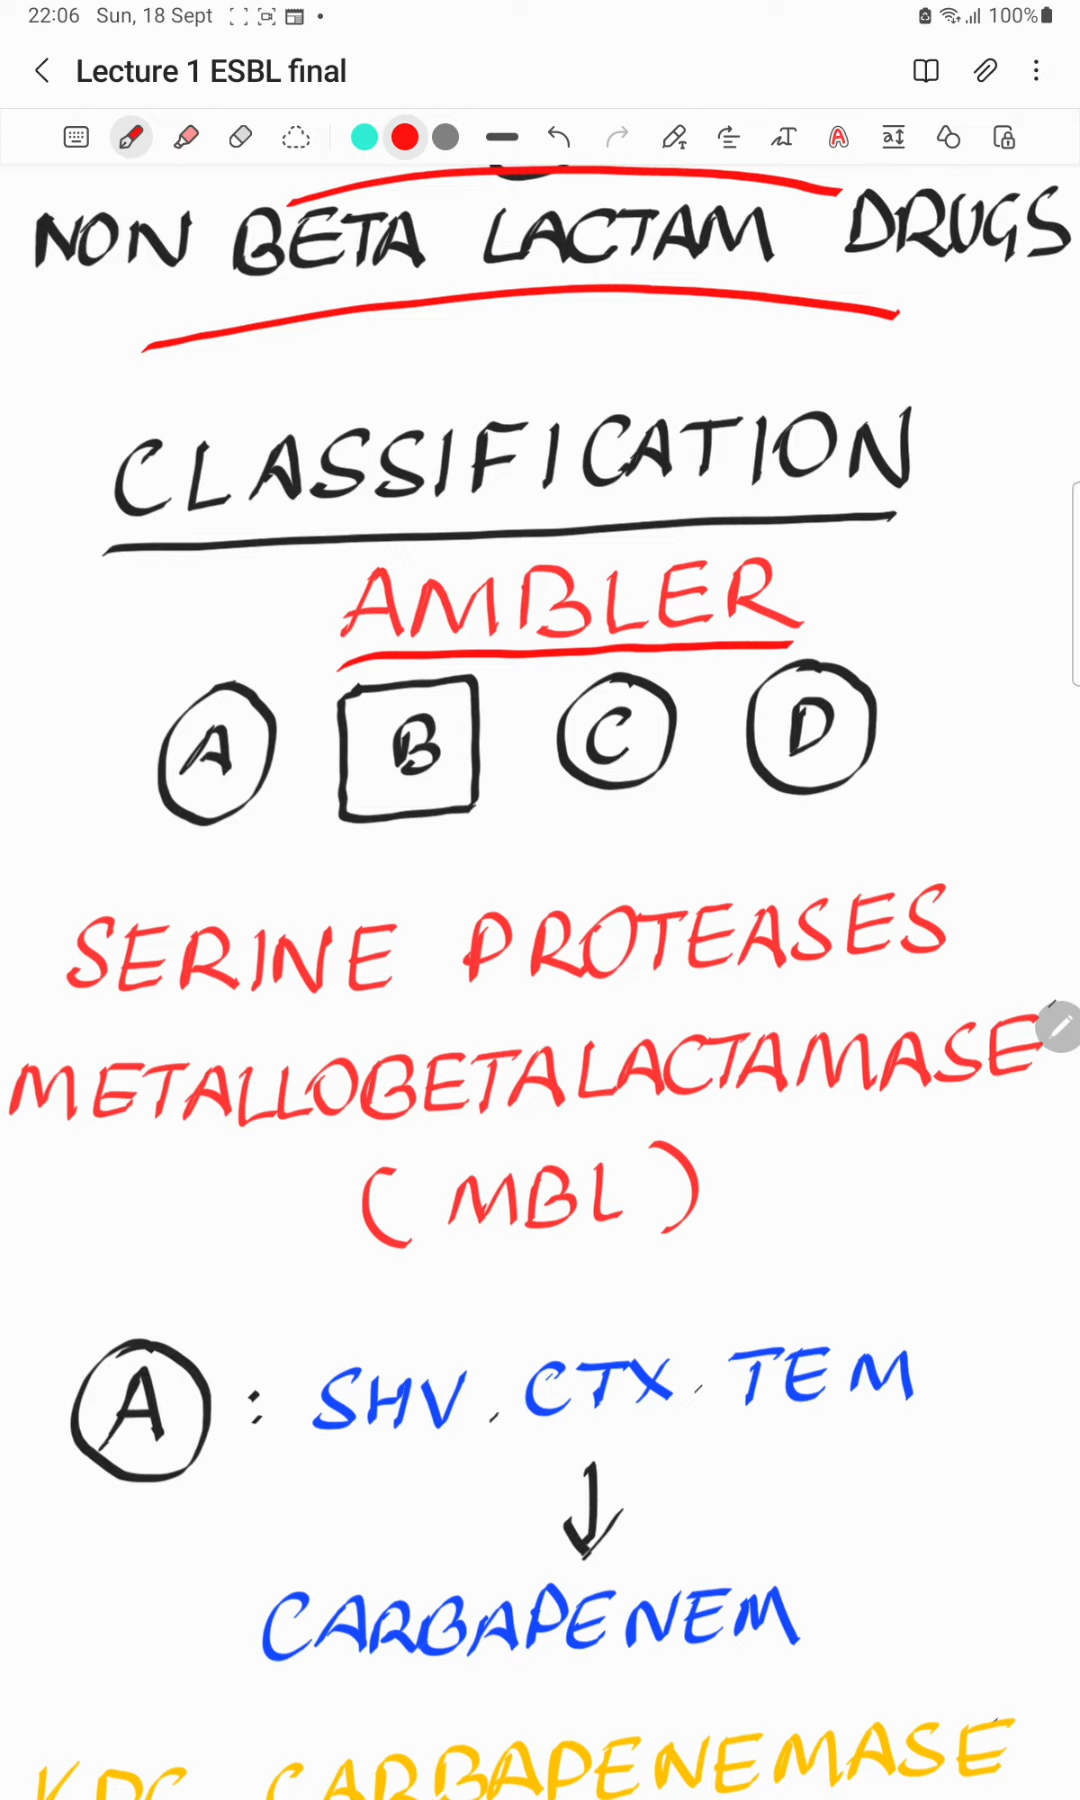 22:06 Sun, 18 Sept 100%
Lecture 1 ESBL final
NON BETA LACTAM DRUGS
CLASSIFICATION
AMBLER
A B C D
SERINE PROTEASES
METALLOBETALACTAMASE
(MBL)
A : SHV, CTX, TEM
CARBAPENEM
KPC CARBAPENEMASE